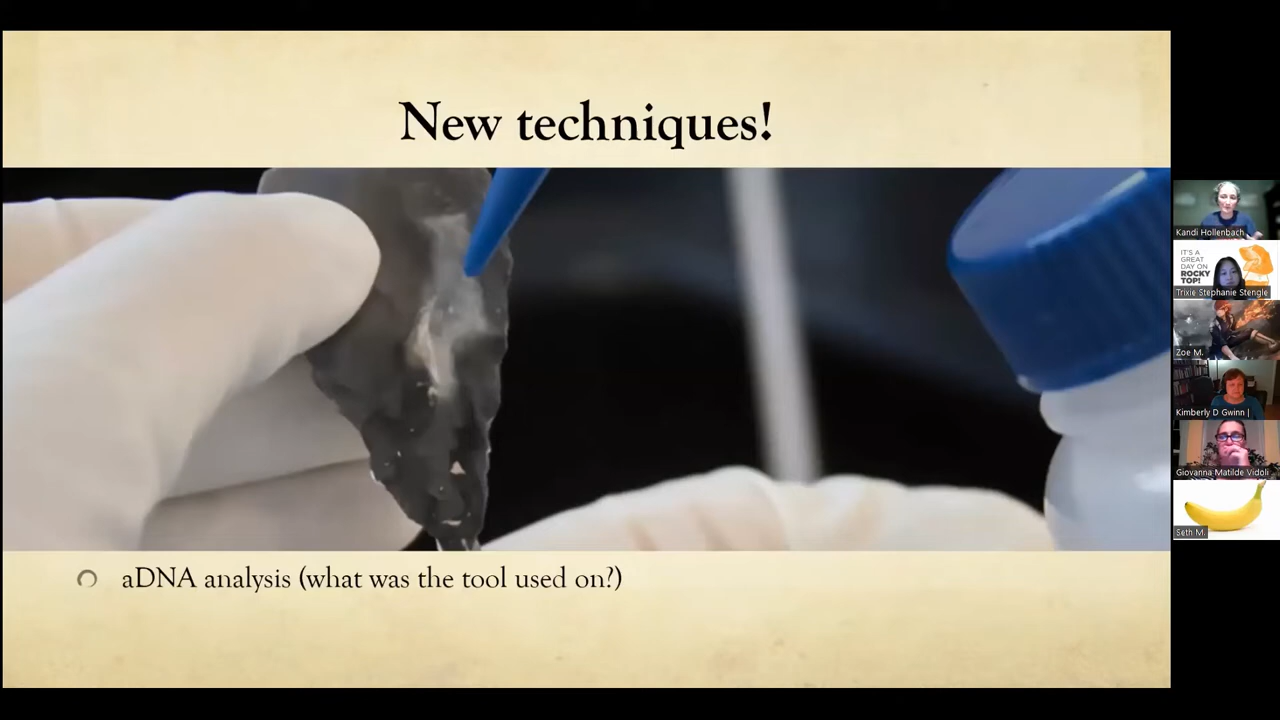 New techniques!
aDNA analysis (what was the tool used on?)
Kandi Hollenbach
IT'S A
GREAT
DAY ON
ROCKY
TOP!
Trixie Stephanie Stengle
Zoe M.
Kimberly D Gwinn |
Giovanna Matilde Vidoli
Seth M.